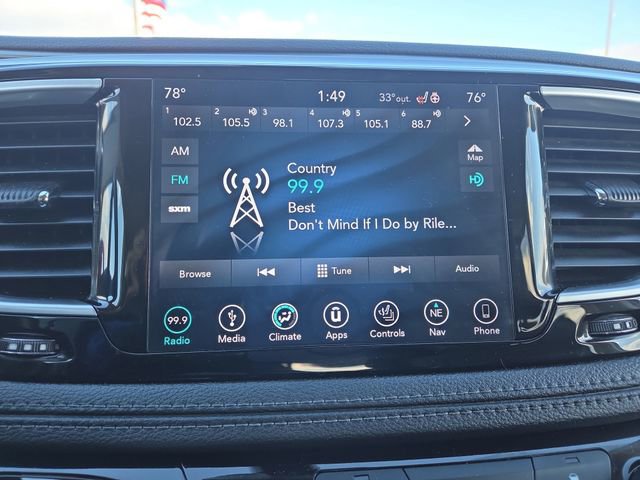 78° 1:49 33°out. 76°
1 102.5 2 105.5 3 98.1 4 107.3 5 105.1 6 88.7 >
AM
FM
sxm
Country
99.9
Best
Don't Mind If I Do by Rile...
Map
HD
Browse Tune Audio
99.9 NE
Radio Media Climate Apps Controls Nav Phone